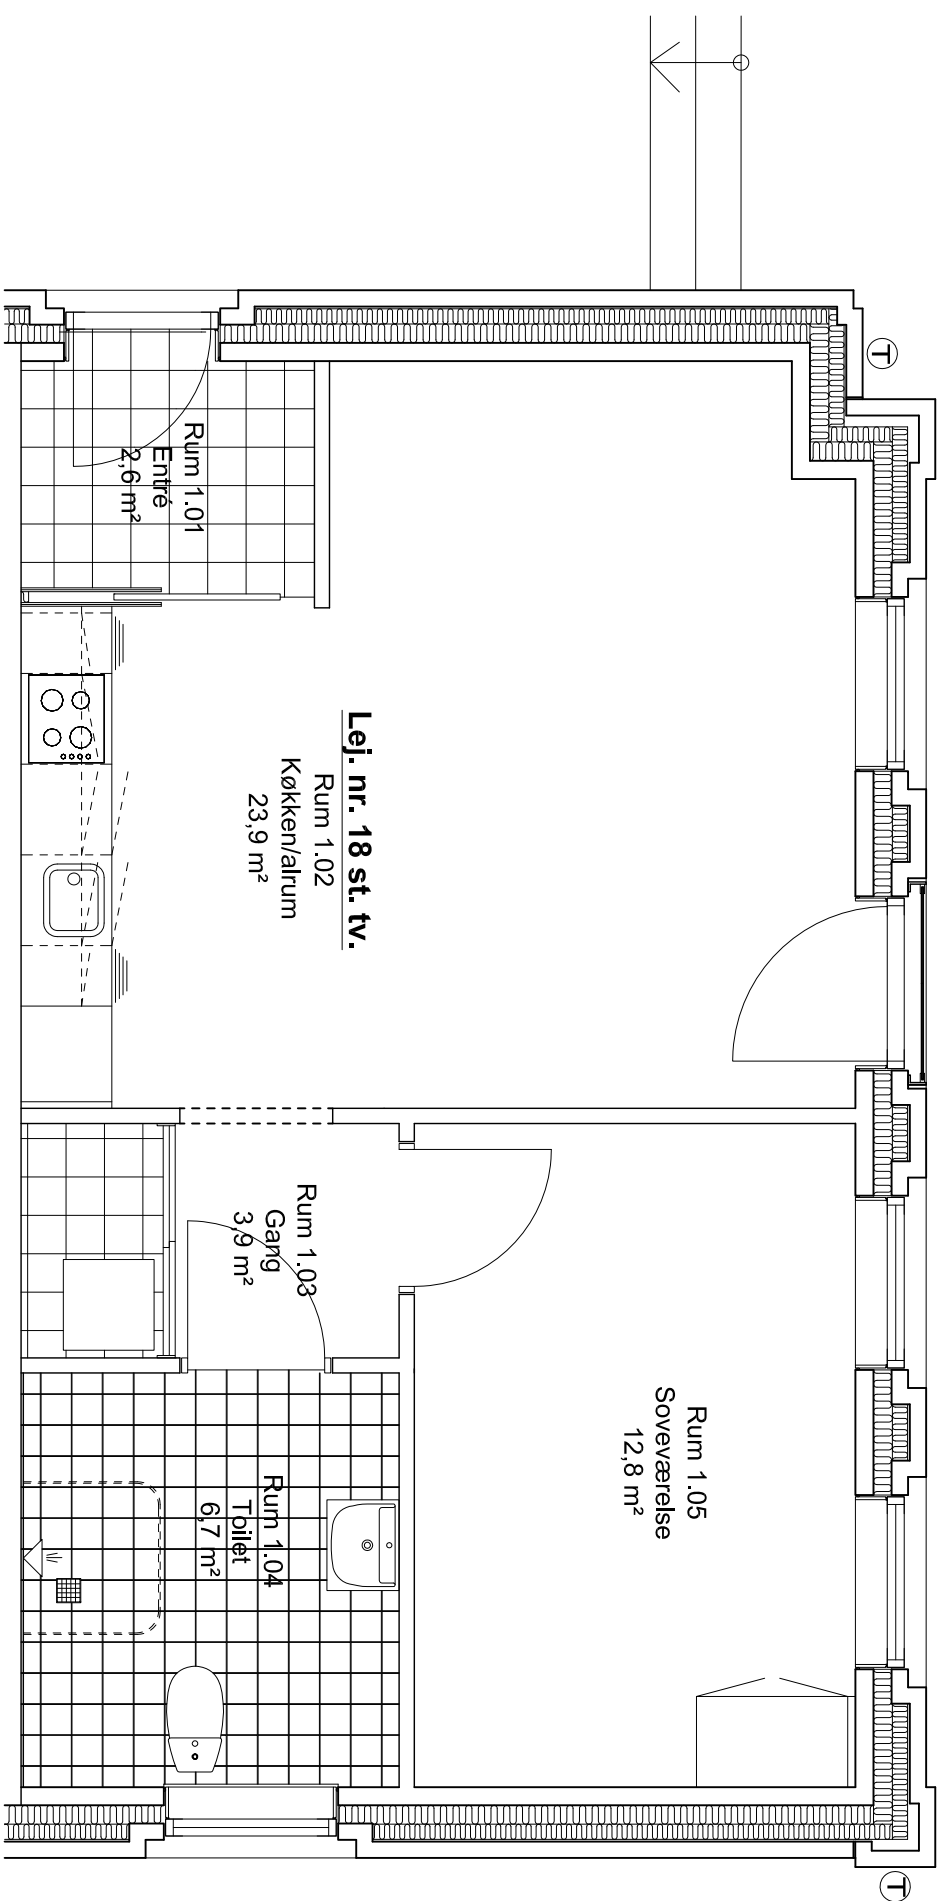 T
Rum 1.01
Entré
2,6 m²
Lej. nr. 18 st. tv.
Rum 1.02
Køkken/alrum
23,9 m²
Rum 1.03
Gang
3,9 m²
Rum 1.05
Soveværelse
12,8 m²
Rum 1.04
Toilet
6,7 m²
T